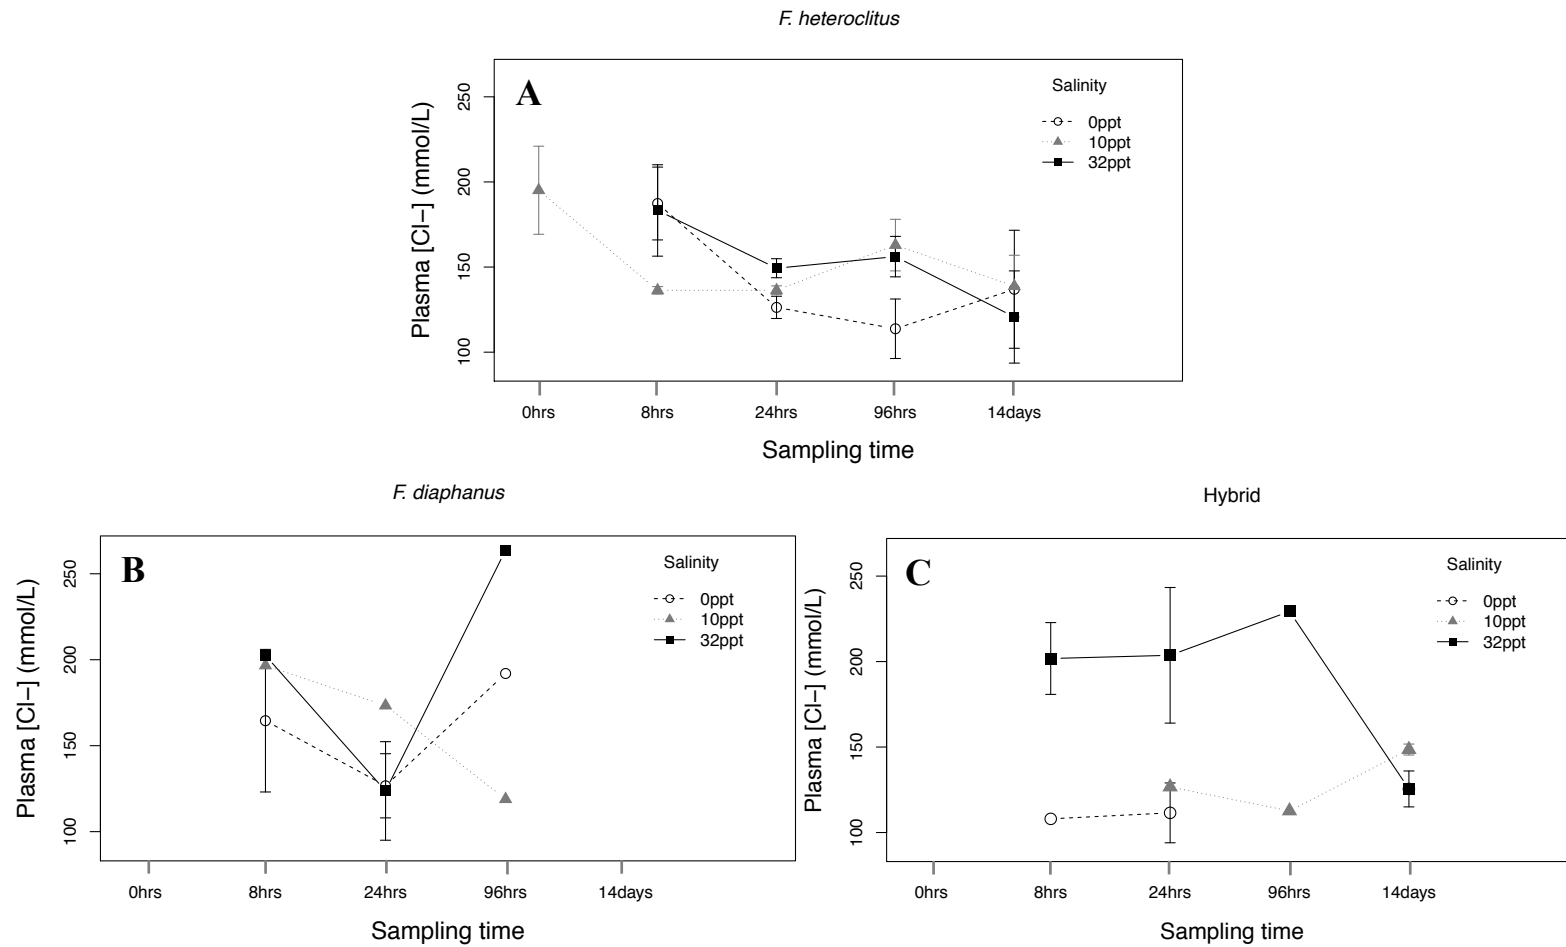 F. heteroclitus
A
Salinity
0ppt
10ppt
32ppt
Plasma [Cl−] (mmol/L)
250
200
150
100
0hrs 8hrs 24hrs 96hrs 14days
Sampling time
F. diaphanus
B
Salinity
0ppt
10ppt
32ppt
Plasma [Cl−] (mmol/L)
250
200
150
100
0hrs 8hrs 24hrs 96hrs 14days
Sampling time
Hybrid
C
Salinity
0ppt
10ppt
32ppt
Plasma [Cl−] (mmol/L)
250
200
150
100
0hrs 8hrs 24hrs 96hrs 14days
Sampling time